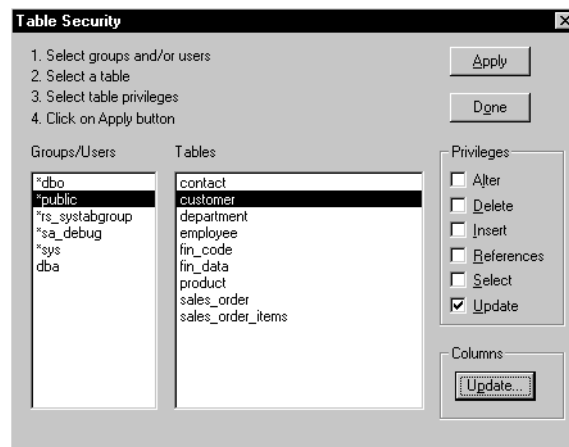 Table Security
1. Select groups and/or users
2. Select a table
3. Select table privileges
4. Click on Apply button
Apply
Done
Groups/Users
*dbo
*public
*rs_systabgroup
*sa_debug
*sys
dba
Tables
contact
customer
department
employee
fin_code
fin_data
product
sales_order
sales_order_items
Privileges
Alter
Delete
Insert
References
Select
Update
Columns
Update...